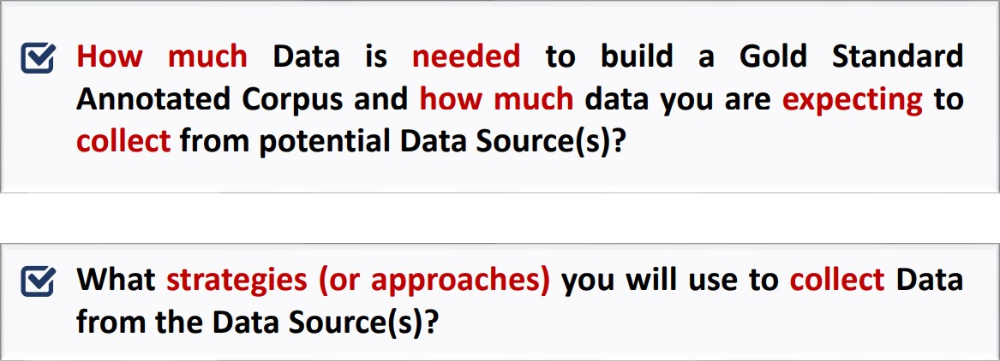 How much Data is needed to build a Gold Standard
Annotated Corpus and how much data you are expecting to
collect from potential Data Source(s)?
What strategies (or approaches) you will use to collect Data
from the Data Source(s)?